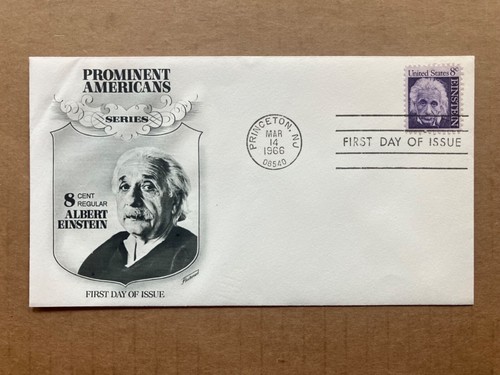 PROMINENT
AMERICANS
SERIES
8 CENT
REGULAR
ALBERT
EINSTEIN
FIRST DAY OF ISSUE
PRINCETON, NJ
MAR
14
1966
08540
United States 8¢
EINSTEIN
FIRST DAY OF ISSUE